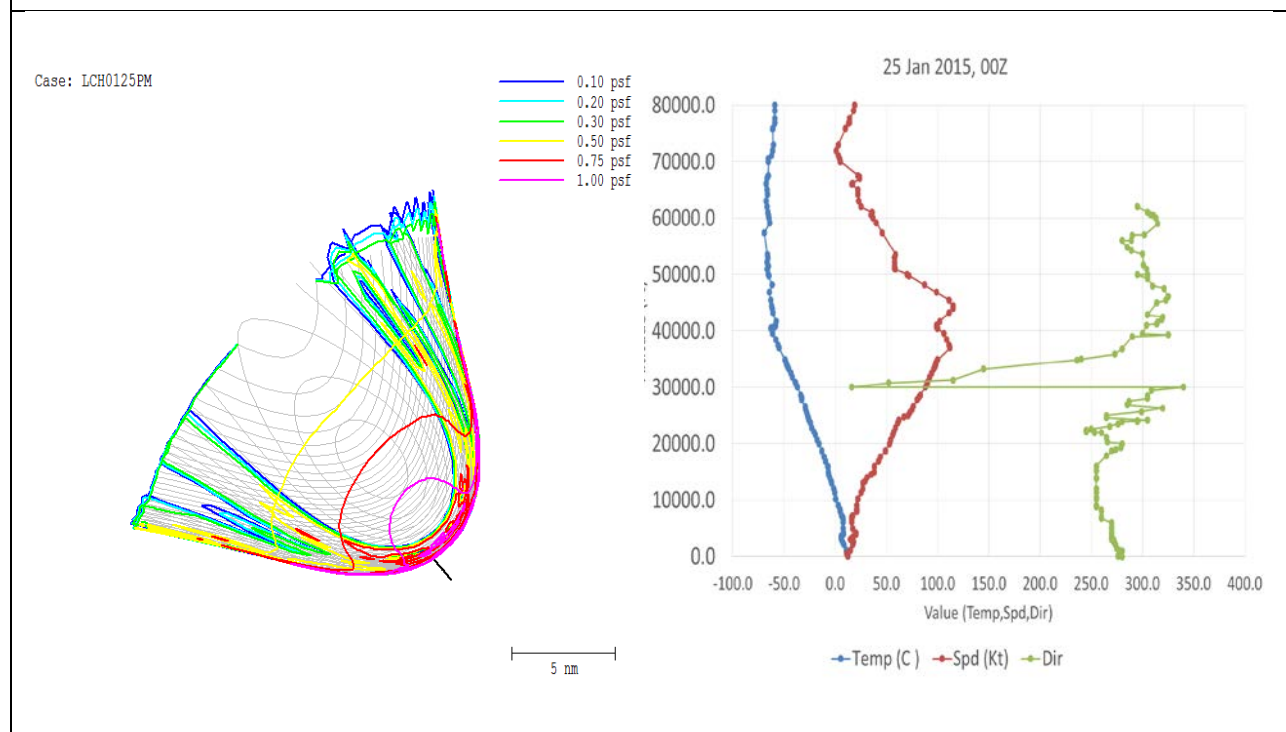 Case: LCH0125PM
0.10 psf
0.20 psf
0.30 psf
0.50 psf
0.75 psf
1.00 psf
5 nm
25 Jan 2015, 00Z
80000.0
70000.0
60000.0
50000.0
40000.0
30000.0
20000.0
10000.0
0.0
-100.0 -50.0 0.0 50.0 100.0 150.0 200.0 250.0 300.0 350.0 400.0
Value (Temp,Spd,Dir)
Temp (C ) Spd (Kt) Dir